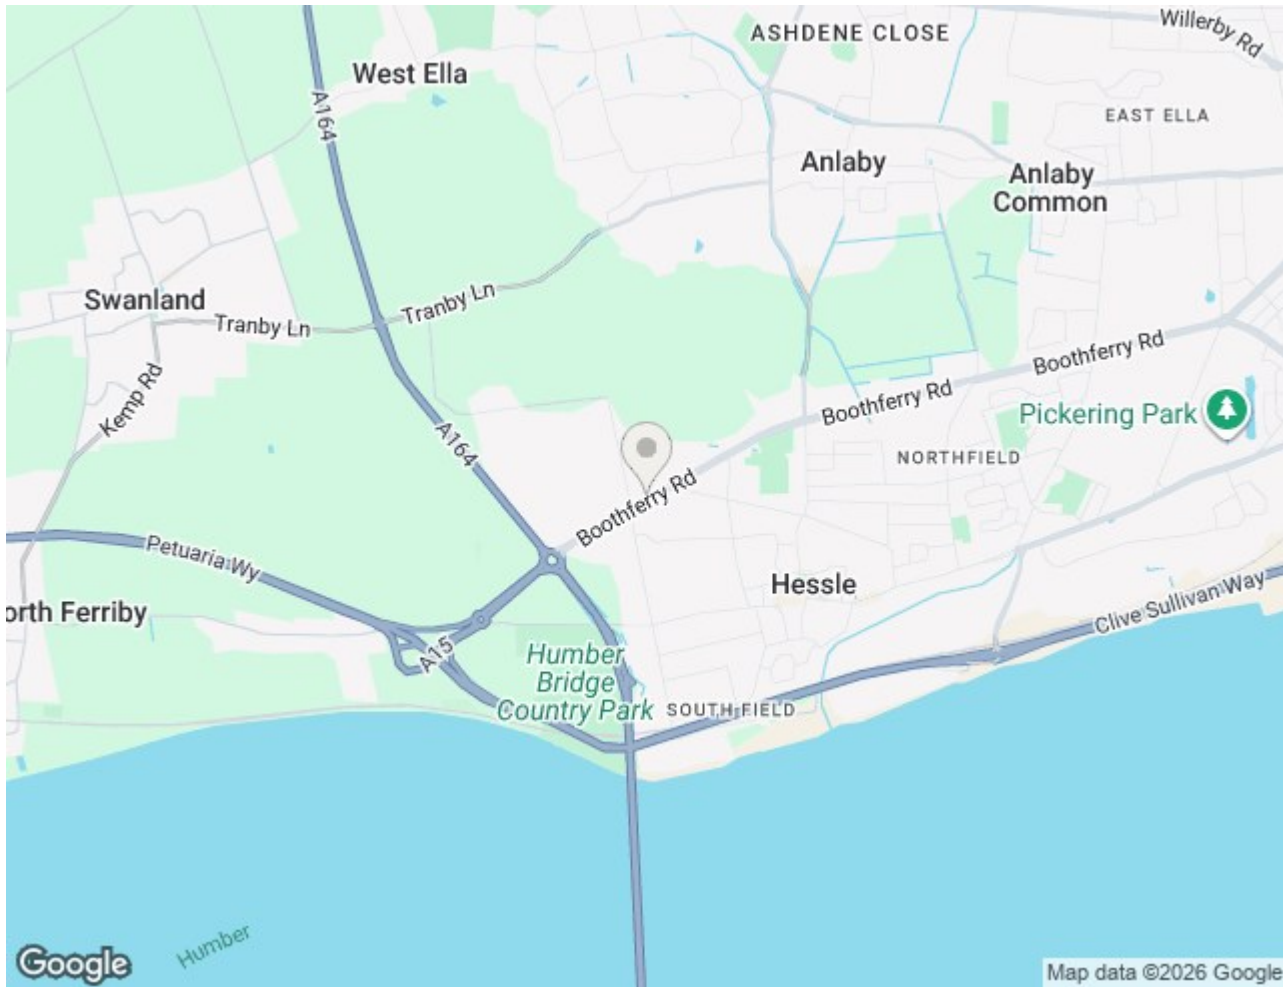 ASHDENE CLOSE
Willerby Rd
West Ella
A164
EAST ELLA
Anlaby
Anlaby
Common
Swanland
Tranby Ln
Tranby Ln
Boothferry Rd
Kemp Rd
Boothferry Rd
Pickering Park
A164
NORTHFIELD
Boothferry Rd
Petuaria Wy
Hessle
orth Ferriby
Clive Sullivan Way
A15
Humber
Bridge
Country Park
SOUTH FIELD
Humber
Google
Map data ©2026 Google